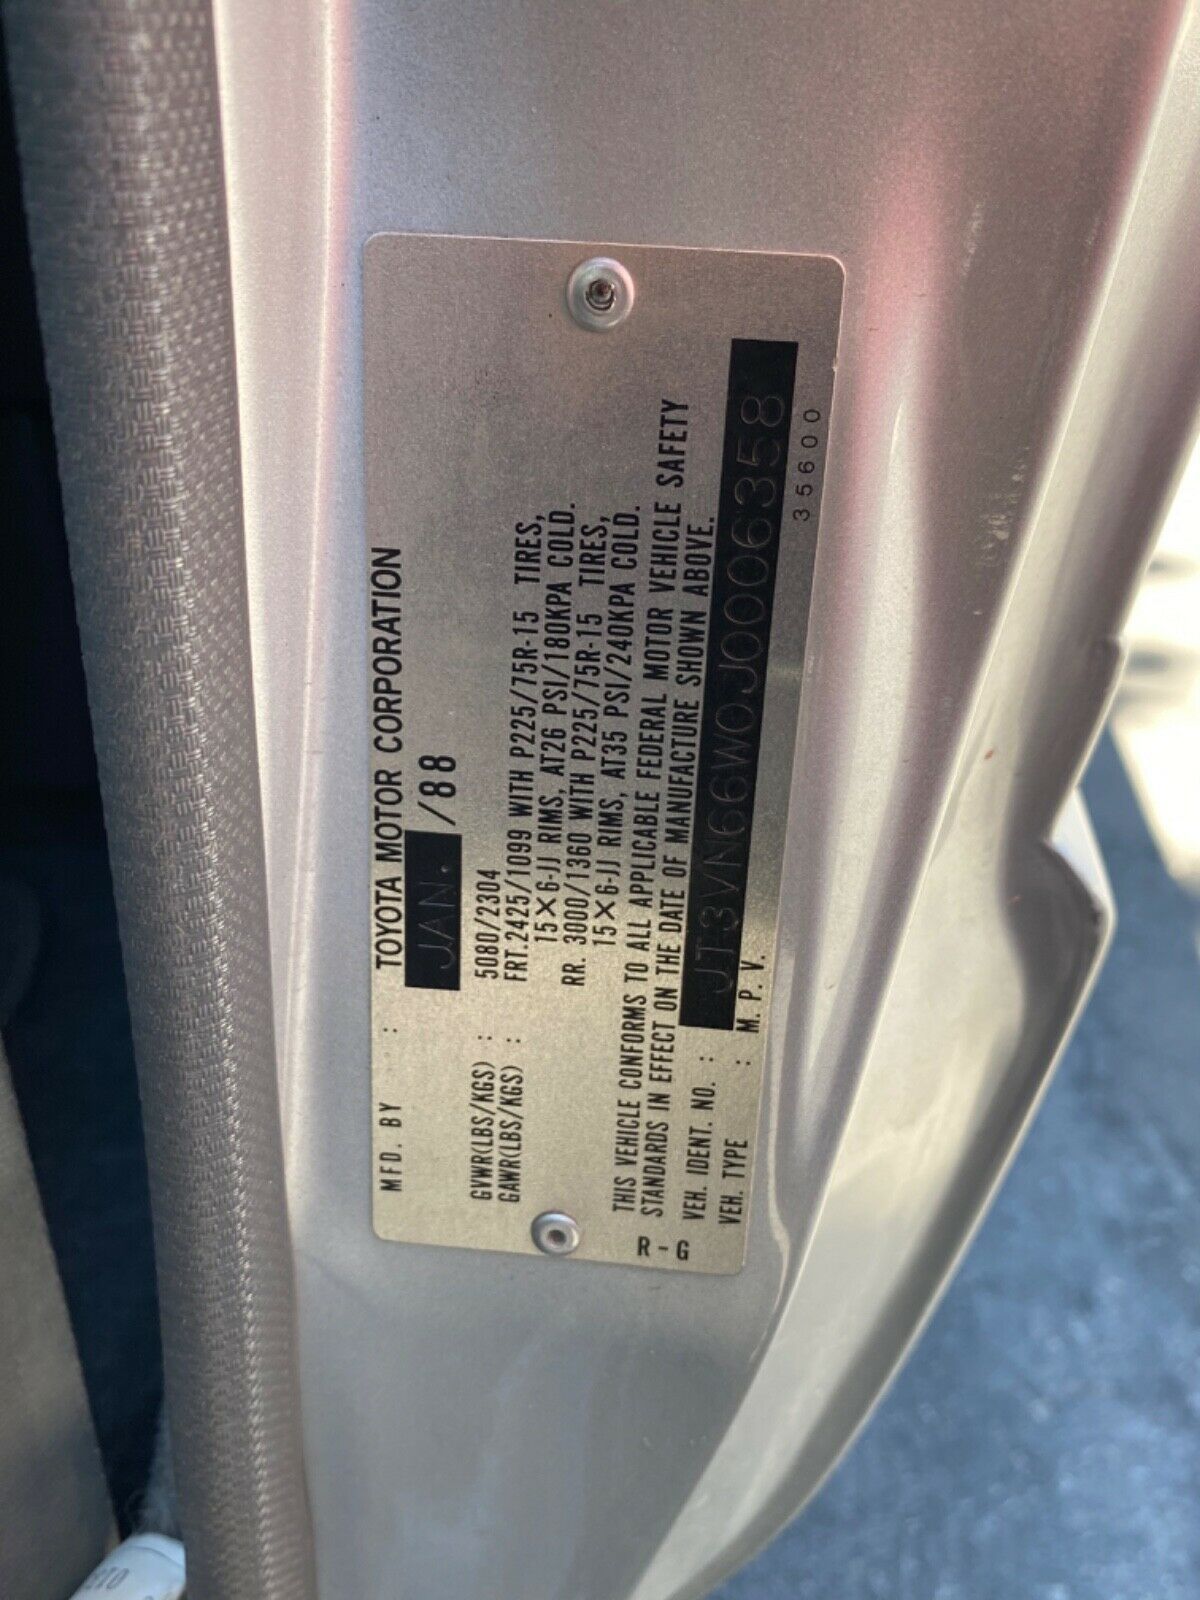 MFD. BY : TOYOTA MOTOR CORPORATION
JAN. /88
GVWR(LBS/KGS) : 5080/2304
GAWR(LBS/KGS) : FRT.2425/1099 WITH P225/75R-15 TIRES,
15×6-JJ RIMS, AT26 PSI/180KPA COLD.
RR. 3000/1360 WITH P225/75R-15 TIRES,
15×6-JJ RIMS, AT35 PSI/240KPA COLD.
THIS VEHICLE CONFORMS TO ALL APPLICABLE FEDERAL MOTOR VEHICLE SAFETY
STANDARDS IN EFFECT ON THE DATE OF MANUFACTURE SHOWN ABOVE.
VEH. IDENT. NO. : JT3VN66W0J0006358
VEH. TYPE : M. P. V. 35600
R-G